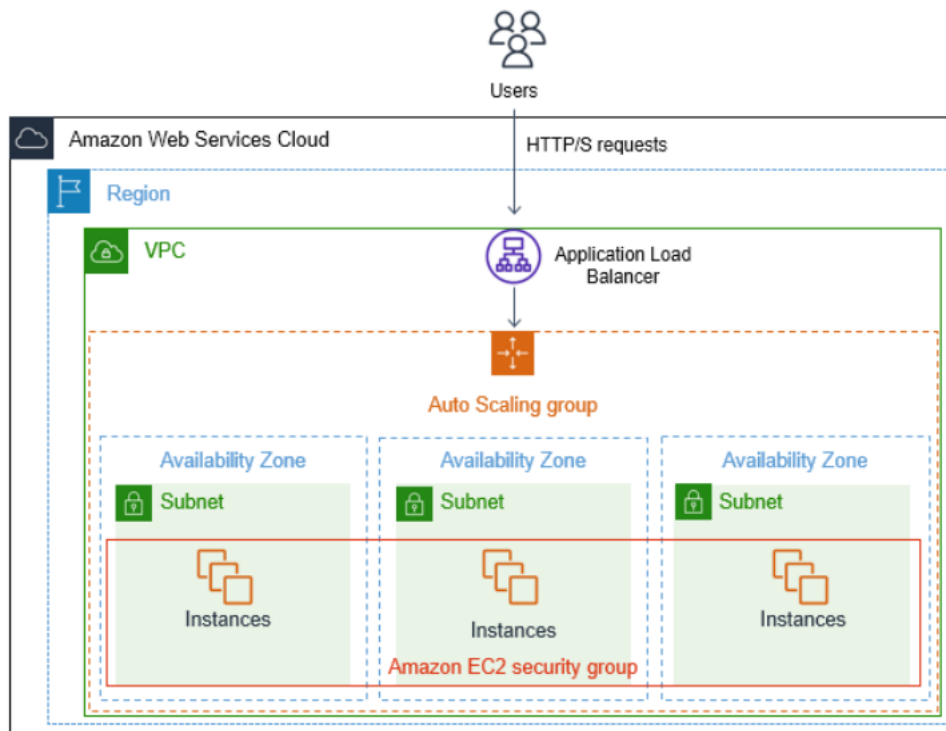 Users
Amazon Web Services Cloud
HTTP/S requests
Region
VPC
Application Load
Balancer
Auto Scaling group
Availability Zone
Availability Zone
Availability Zone
Subnet
Subnet
Subnet
Instances
Instances
Instances
Amazon EC2 security group